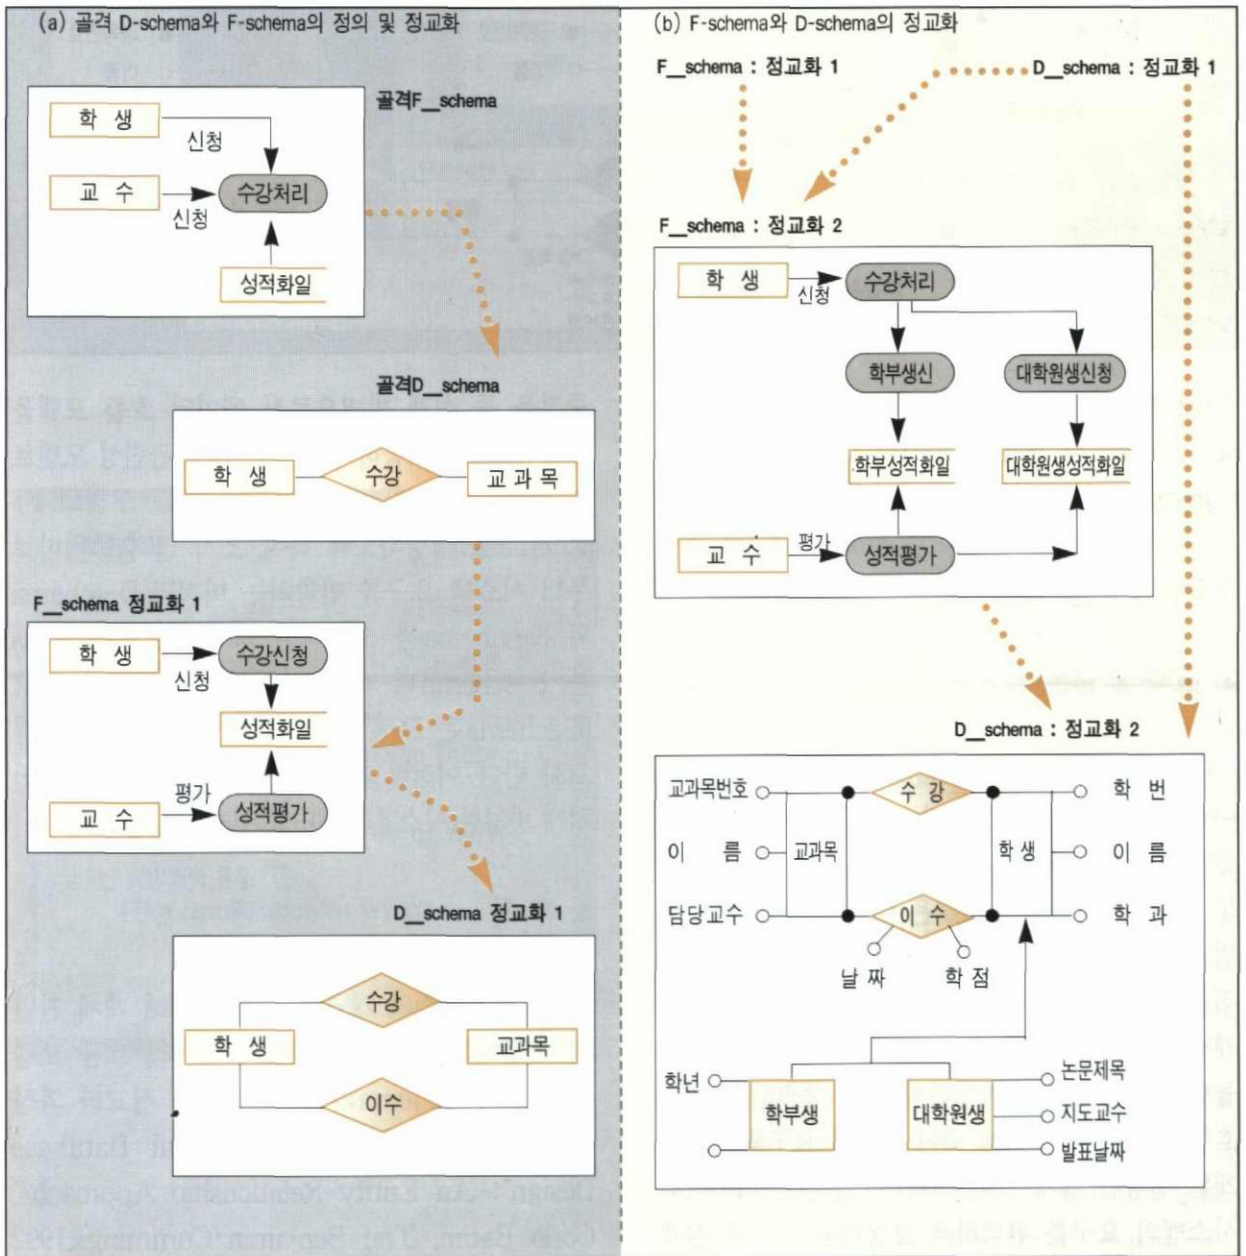 (a) 골격 D-schema와 F-schema의 정의 및 정교화
골격F__schema
학 생
신청
교 수
신청
수강처리
성적화일
골격D__schema
학 생
수강
교 과 목
F__schema 정교화 1
학 생
신청
수강신청
성적화일
평가
교 수
성적평가
D__schema 정교화 1
수강
학 생
교과목
이수
(b) F-schema와 D-schema의 정교화
F__schema : 정교화 1
D__schema : 정교화 1
F__schema : 정교화 2
학 생
신청
수강처리
학부생신
대학원생신청
학부성적화일
대학원생성적화일
교 수
평가
성적평가
D__schema : 정교화 2
교과목번호
수 강
학 번
이 름
교과목
학 생
이 름
담당교수
이 수
학 과
날 짜
학 점
학년
학부생
대학원생
논문제목
지도교수
발표날짜